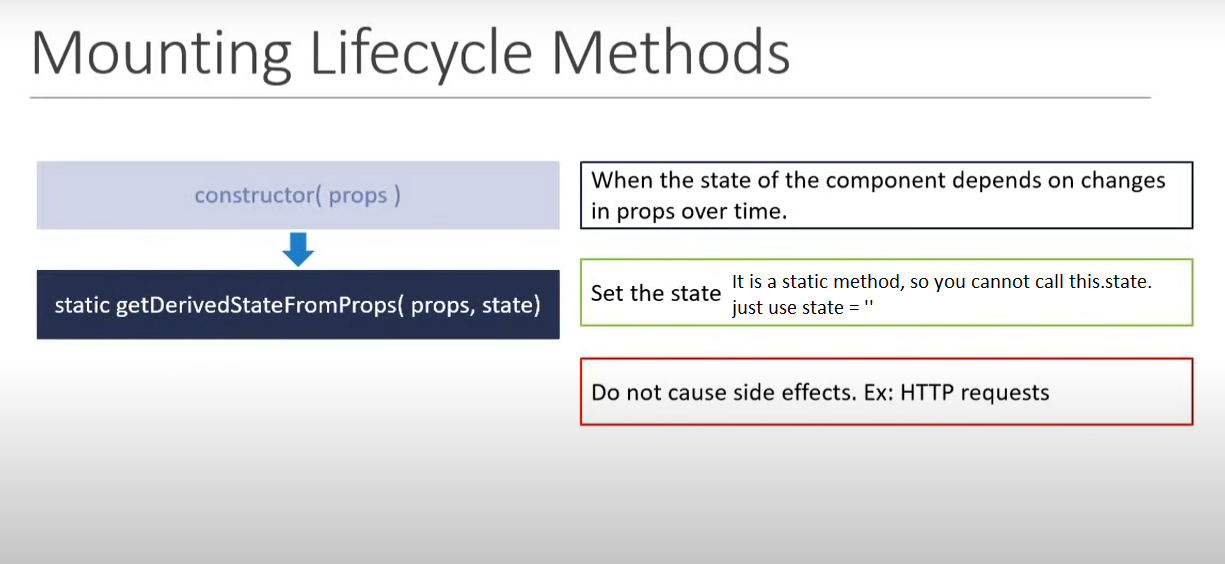 Mounting Lifecycle Methods
constructor( props )
When the state of the component depends on changes
in props over time.
static getDerivedStateFromProps( props, state)
Set the state
It is a static method, so you cannot call this.state.
just use state = ''
Do not cause side effects. Ex: HTTP requests